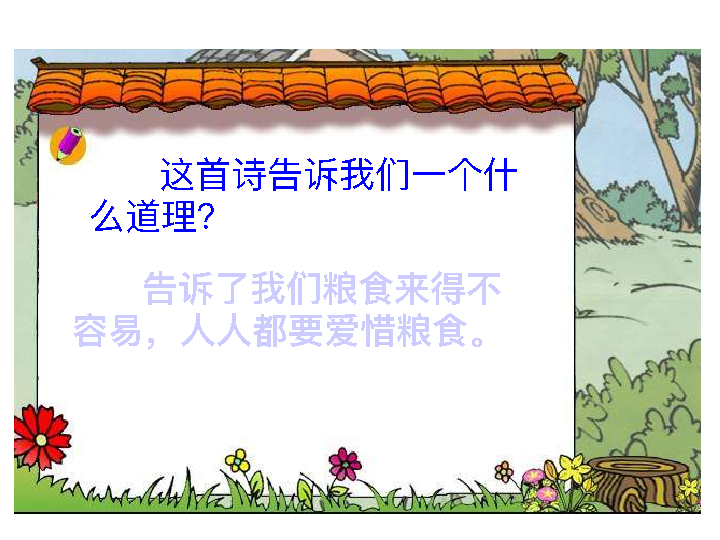 这首诗告诉我们一个什
么道理？
告诉了我们粮食来得不
容易，人人都要爱惜粮食。